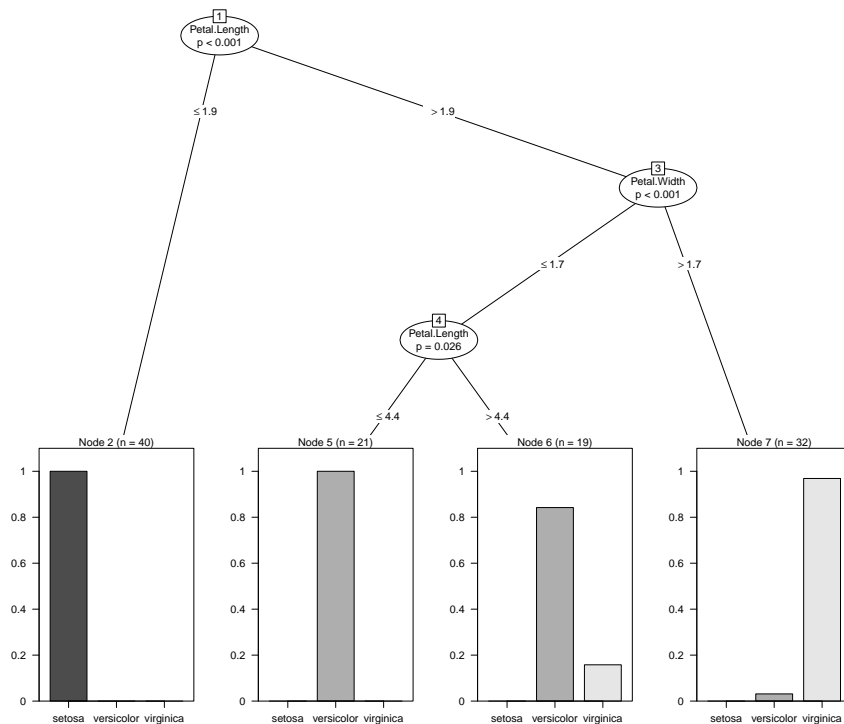 1
Petal.Length
p < 0.001
≤ 1.9
> 1.9
3
Petal.Width
p < 0.001
≤ 1.7
> 1.7
4
Petal.Length
p = 0.026
≤ 4.4
> 4.4
Node 2 (n = 40)
1
0.8
0.6
0.4
0.2
0
setosa versicolor virginica
Node 5 (n = 21)
1
0.8
0.6
0.4
0.2
0
setosa versicolor virginica
Node 6 (n = 19)
1
0.8
0.6
0.4
0.2
0
setosa versicolor virginica
Node 7 (n = 32)
1
0.8
0.6
0.4
0.2
0
setosa versicolor virginica